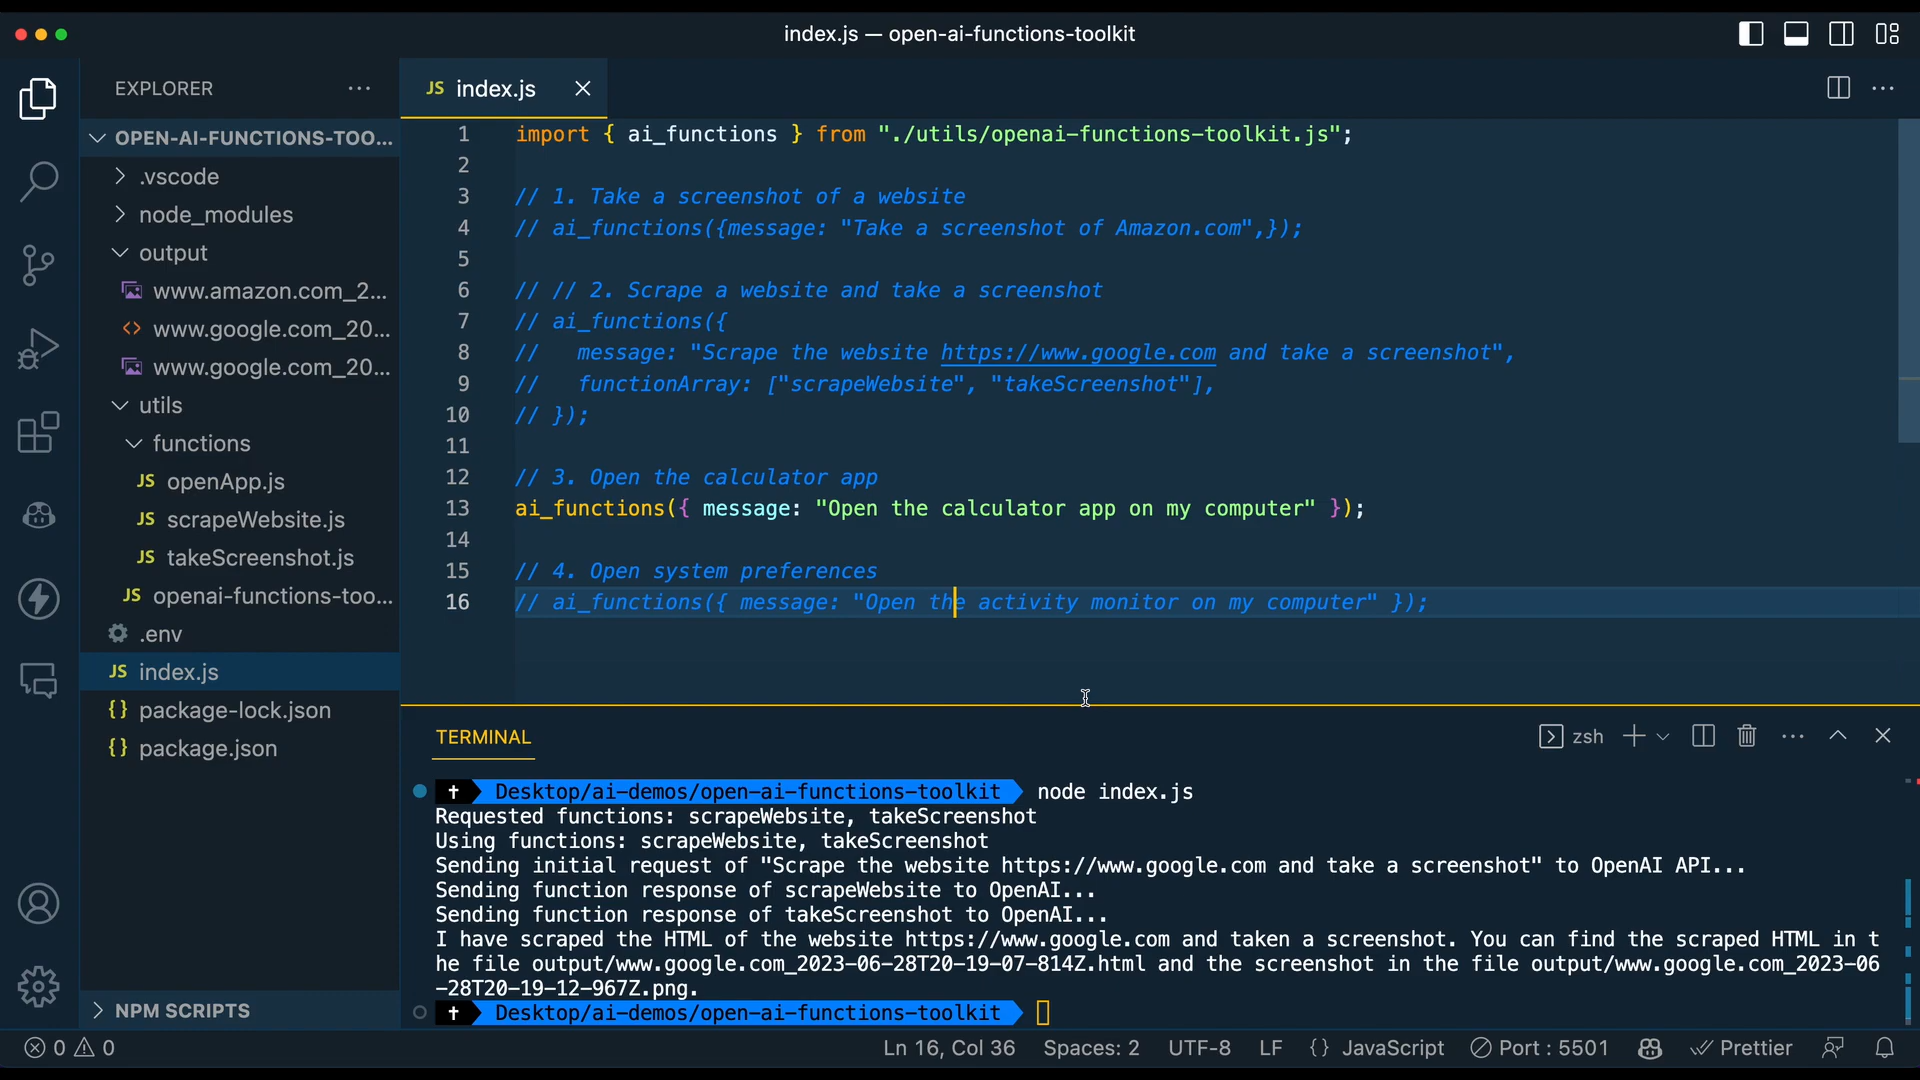 index.js — open-ai-functions-toolkit
EXPLORER
JS index.js
OPEN-AI-FUNCTIONS-TOO...
.vscode
node_modules
output
www.amazon.com_2...
<> www.google.com_20...
www.google.com_20...
utils
functions
JS openApp.js
JS scrapeWebsite.js
JS takeScreenshot.js
JS openai-functions-too...
.env
JS index.js
{} package-lock.json
{} package.json
NPM SCRIPTS
1 import { ai_functions } from "./utils/openai-functions-toolkit.js";
2
3 // 1. Take a screenshot of a website
4 // ai_functions({message: "Take a screenshot of Amazon.com",});
5
6 // // 2. Scrape a website and take a screenshot
7 // ai_functions({
8 //   message: "Scrape the website https://www.google.com and take a screenshot",
9 //   functionArray: ["scrapeWebsite", "takeScreenshot"],
10 // });
11
12 // 3. Open the calculator app
13 ai_functions({ message: "Open the calculator app on my computer" });
14
15 // 4. Open system preferences
16 // ai_functions({ message: "Open the activity monitor on my computer" });
TERMINAL
zsh
Desktop/ai-demos/open-ai-functions-toolkit node index.js
Requested functions: scrapeWebsite, takeScreenshot
Using functions: scrapeWebsite, takeScreenshot
Sending initial request of "Scrape the website https://www.google.com and take a screenshot" to OpenAI API...
Sending function response of scrapeWebsite to OpenAI...
Sending function response of takeScreenshot to OpenAI...
I have scraped the HTML of the website https://www.google.com and taken a screenshot. You can find the scraped HTML in t
he file output/www.google.com_2023-06-28T20-19-07-814Z.html and the screenshot in the file output/www.google.com_2023-06
-28T20-19-12-967Z.png.
Desktop/ai-demos/open-ai-functions-toolkit
0 0
Ln 16, Col 36 Spaces: 2 UTF-8 LF {} JavaScript Port : 5501 Prettier